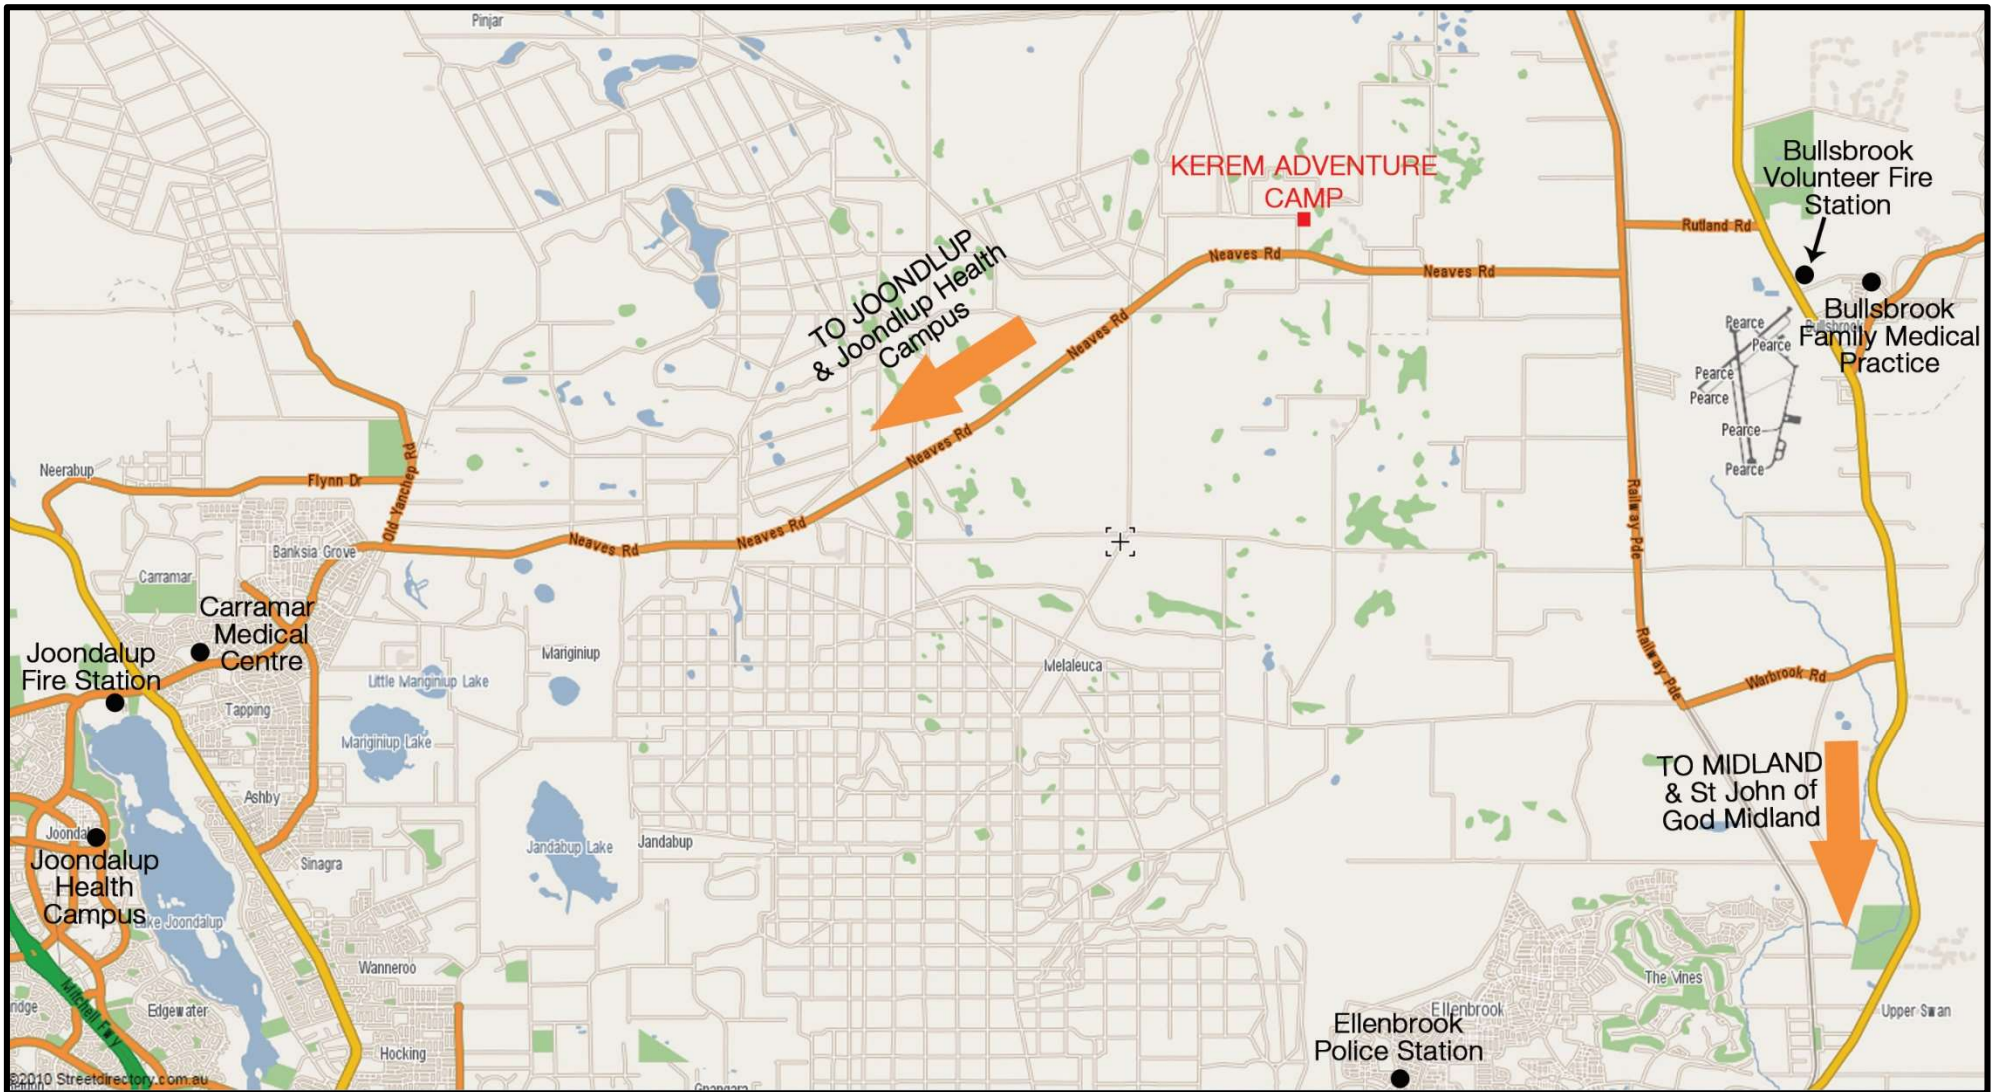 Pinjar
KEREM ADVENTURE
CAMP
Bullsbrook
Volunteer Fire
Station
Rutland Rd
Neaves Rd
Neaves Rd
TO JOONDLUP
& Joondlup Health
Campus
Neaves Rd
Bullsbrook
Bullsbrook
Family Medical
Practice
Pearce
Pearce
Pearce
Pearce
Pearce
Pearce
Neaves Rd
Neerabup
Flynn Dr
Old Yanchep Rd
Neaves Rd
Neaves Rd
Railway Pde
Banksia Grove
Carramar
Carramar
Medical
Centre
Joondalup
Fire Station
Mariginiup
Little Mariginiup Lake
Melaleuca
Railway Pde
Warbrook Rd
Tapping
Mariginiup Lake
TO MIDLAND
& St John of
God Midland
Ashby
Joondal
Joondalup
Health
Campus
Sinagra
Jandabup Lake
Jandabup
Lake Joondalup
Wanneroo
The Vines
Mitchell Fwy
ridge
Edgewater
Ellenbrook
Upper Swan
Ellenbrook
Police Station
Hocking
©2010 Streetdirectory.com.au
Gnangara